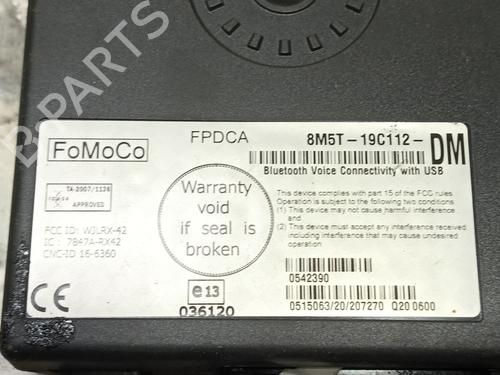 FoMoCo
FPDCA
8M5T-19C112-DM
Bluetooth Voice Connectivity with USB
TA-2007/1126
APPROVED
FCC ID: WJLRX-42
IC: 7847A-RX42
CNC-ID 16-6360
Warranty
void
if seal is
broken
This device complies with part 15 of the FCC rules
Operation is subject to the following two conditions
(1) This device may not cause harmful interference
and
(2) This device must accept any interference received
including interference that may cause undesired
operation
CE
e13
036120
0542390
0515063/20/207270 Q20 0600
B-PARTS